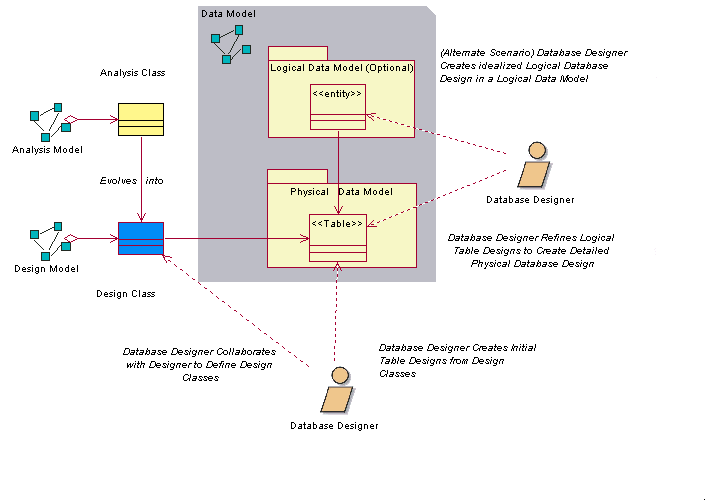 Data Model
(Alternate Scenario) Database Designer
Creates idealized Logical Database
Design in a Logical Data Model
Logical Data Model (Optional)
<<entity>>
Analysis Class
Analysis Model
Evolves into
Database Designer
Physical Data Model
<<Table>>
Database Designer Refines Logical
Table Designs to Create Detailed
Physical Database Design
Design Model
Design Class
Database Designer Collaborates
with Designer to Define Design
Classes
Database Designer Creates Initial
Table Designs from Design
Classes
Database Designer